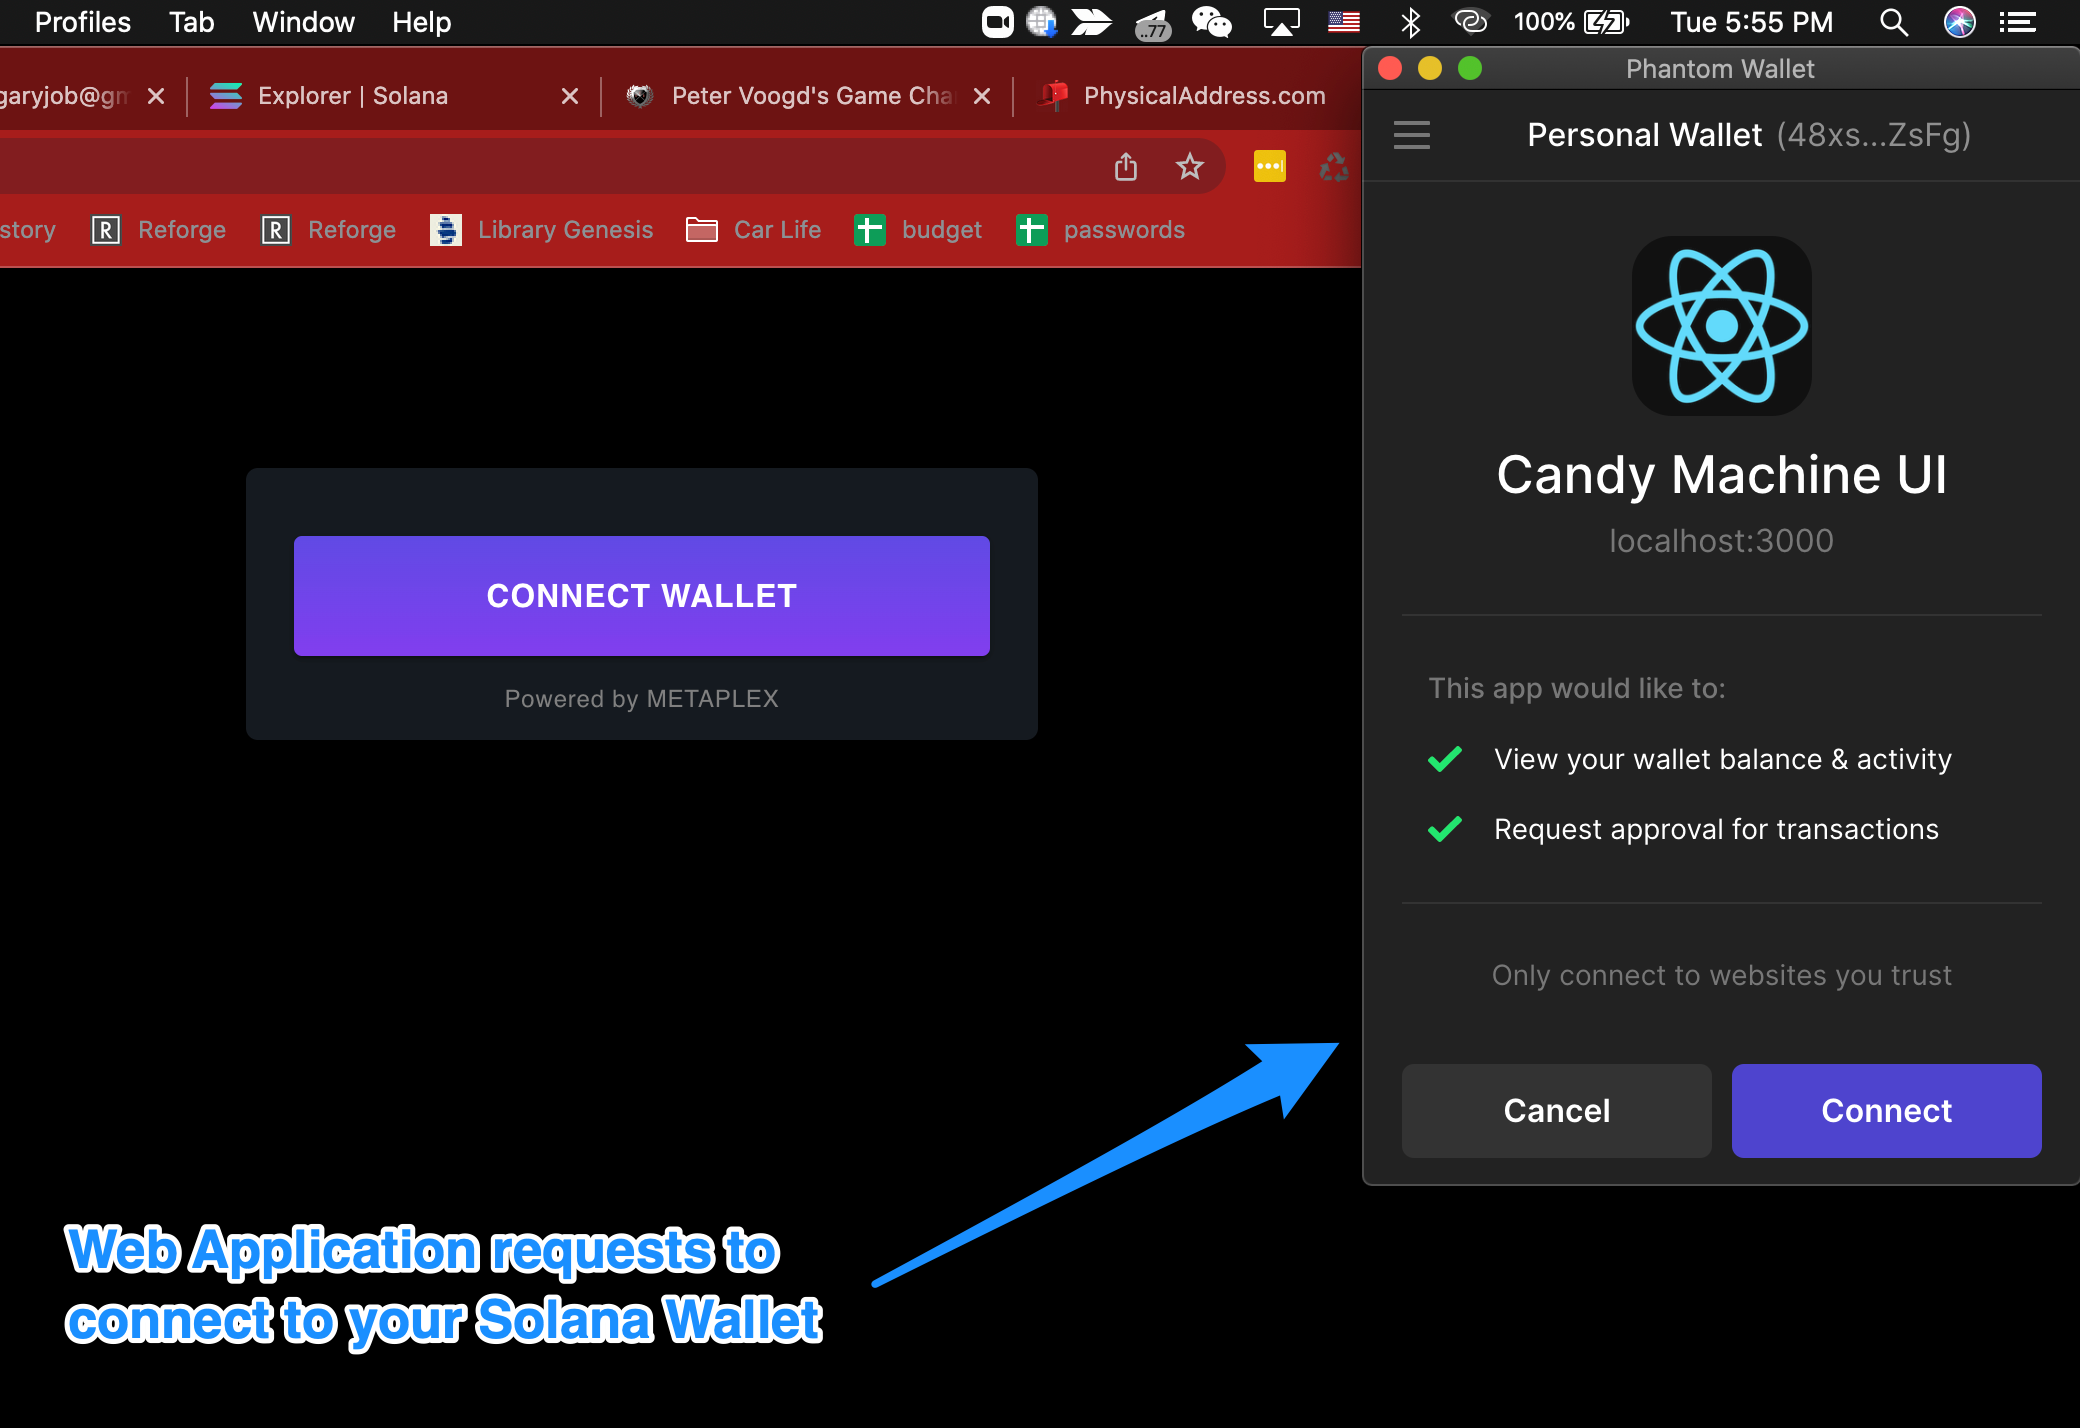 Profiles Tab Window Help
..77
100%
Tue 5:55 PM
garyjob@gm
Explorer | Solana
Peter Voogd's Game Cha
PhysicalAddress.com
story
R Reforge
R Reforge
Library Genesis
Car Life
budget
passwords
CONNECT WALLET
Powered by METAPLEX
Phantom Wallet
Personal Wallet (48xs...ZsFg)
Candy Machine UI
localhost:3000
This app would like to:
View your wallet balance & activity
Request approval for transactions
Only connect to websites you trust
Cancel
Connect
Web Application requests to
connect to your Solana Wallet